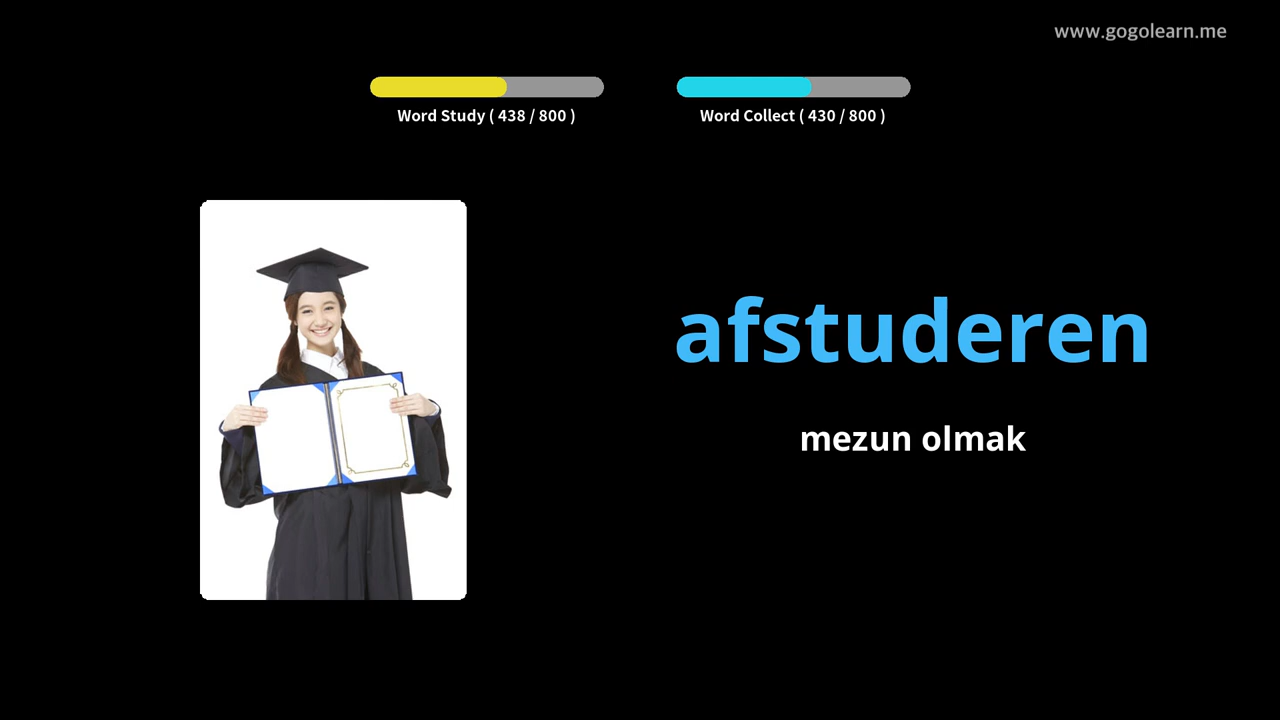 www.gogolearn.me
Word Study ( 438 / 800 )
Word Collect ( 430 / 800 )
afstuderen
mezun olmak